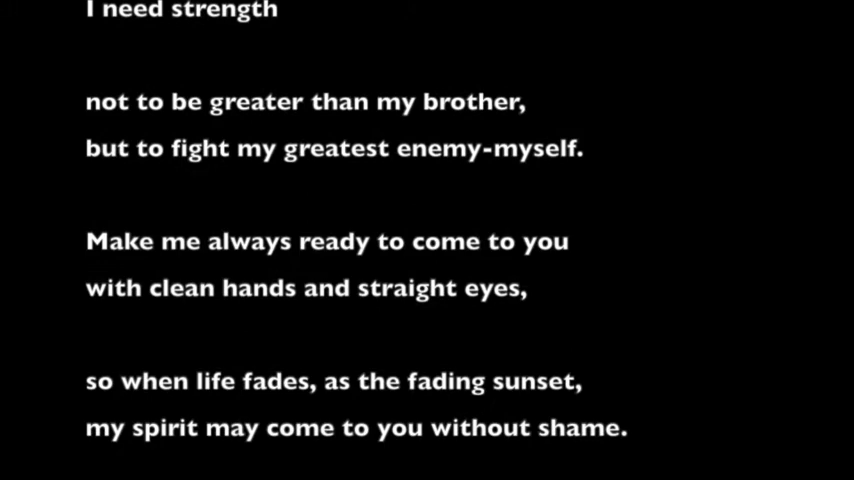 I need strength
not to be greater than my brother,
but to fight my greatest enemy-myself.
Make me always ready to come to you
with clean hands and straight eyes,
so when life fades, as the fading sunset,
my spirit may come to you without shame.